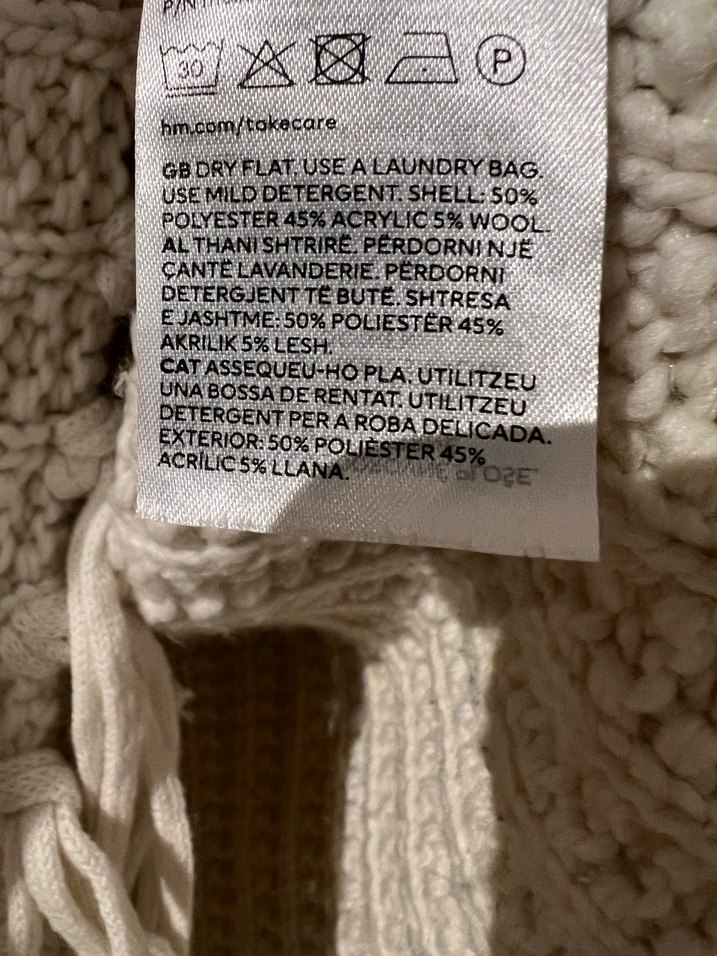 P/N
30
P
hm.com/takecare
GB DRY FLAT. USE A LAUNDRY BAG.
USE MILD DETERGENT. SHELL: 50%
POLYESTER 45% ACRYLIC 5% WOOL.
AL THANI SHTRIRË. PËRDORNI NJË
ÇANTË LAVANDERIE. PËRDORNI
DETERGJENT TË BUTË. SHTRESA
E JASHTME: 50% POLIESTËR 45%
AKRILIK 5% LESH.
CAT ASSEQUEU-HO PLA. UTILITZEU
UNA BOSSA DE RENTAT. UTILITZEU
DETERGENT PER A ROBA DELICADA.
EXTERIOR: 50% POLIÈSTER 45%
ACRÍLIC 5% LLANA.